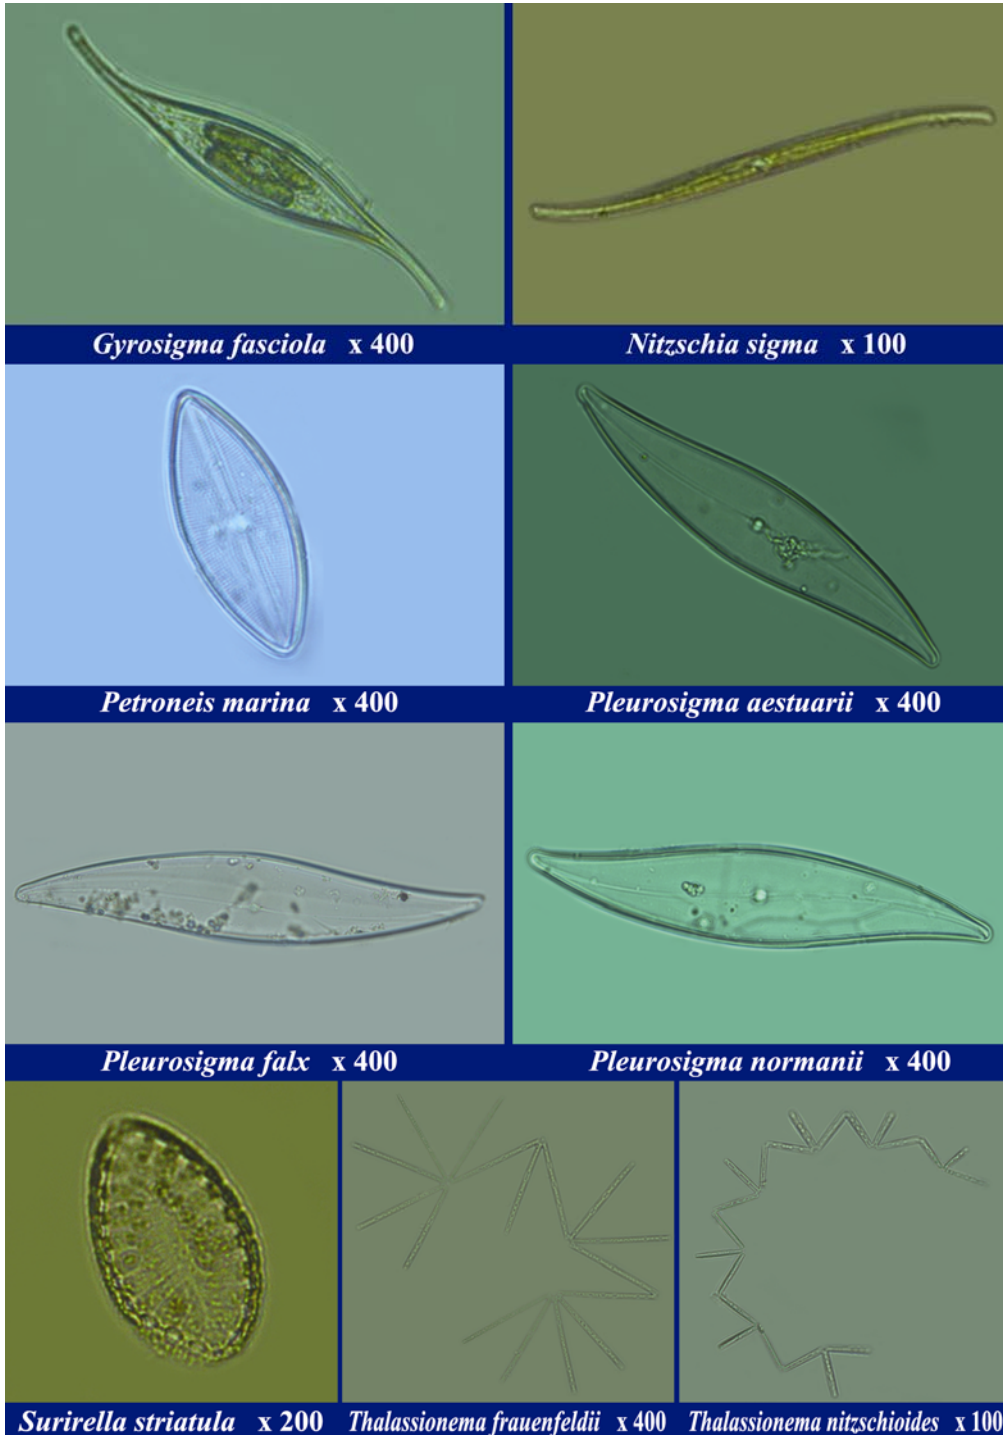 Gyrosigma fasciola x 400
Nitzschia sigma x 100
Petroneis marina x 400
Pleurosigma aestuarii x 400
Pleurosigma falx x 400
Pleurosigma normanii x 400
Surirella striatula x 200
Thalassionema frauenfeldii x 400
Thalassionema nitzschioides x 100